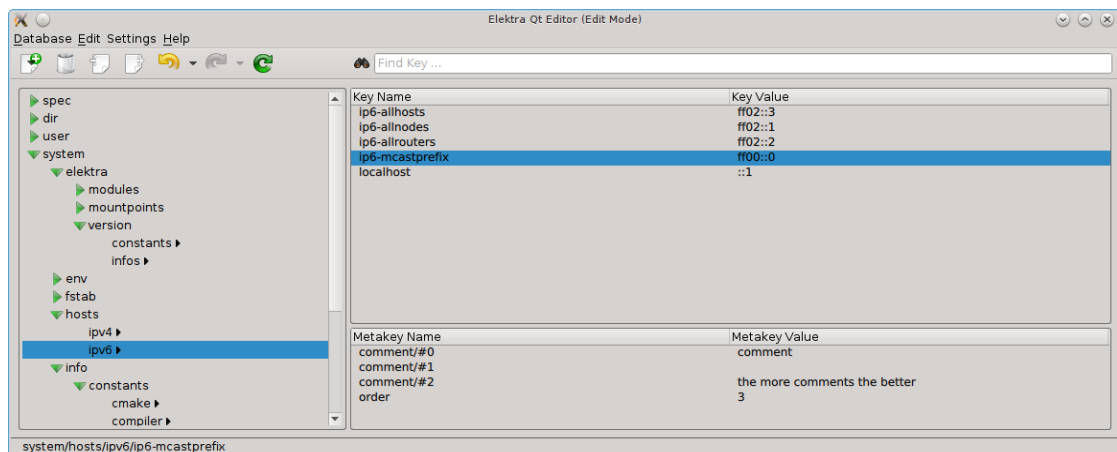 Elektra Qt Editor (Edit Mode)
Database Edit Settings Help
Find Key ...
spec
dir
user
system
elektra
modules
mountpoints
version
constants
infos
env
fstab
hosts
ipv4
ipv6
info
constants
cmake
compiler
Key Name Key Value
ip6-allhosts ff02::3
ip6-allnodes ff02::1
ip6-allrouters ff02::2
ip6-mcastprefix ff00::0
localhost ::1
Metakey Name Metakey Value
comment/#0 comment
comment/#1
comment/#2 the more comments the better
order 3
system/hosts/ipv6/ip6-mcastprefix